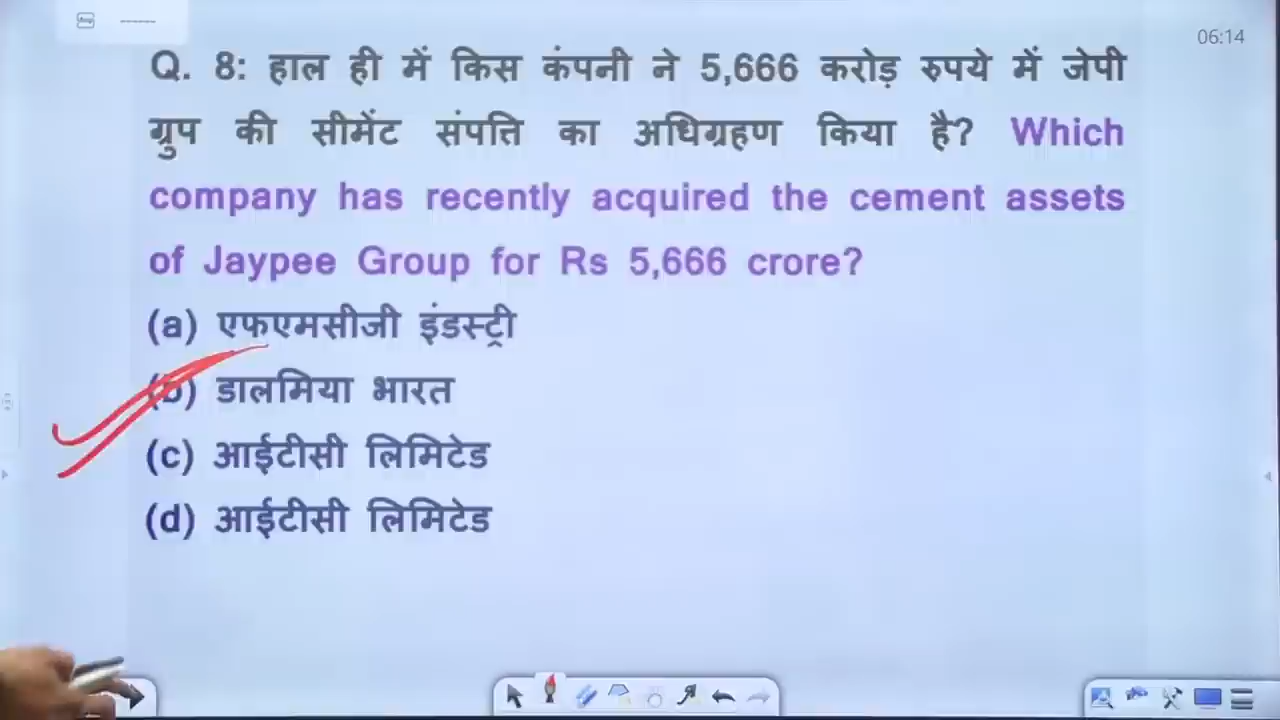 06:14
Q. 8: हाल ही में किस कंपनी ने 5,666 करोड़ रुपये में जेपी
ग्रुप की सीमेंट संपत्ति का अधिग्रहण किया है? Which
company has recently acquired the cement assets
of Jaypee Group for Rs 5,666 crore?
(a) एफएमसीजी इंडस्ट्री
(b) डालमिया भारत
(c) आईटीसी लिमिटेड
(d) आईटीसी लिमिटेड